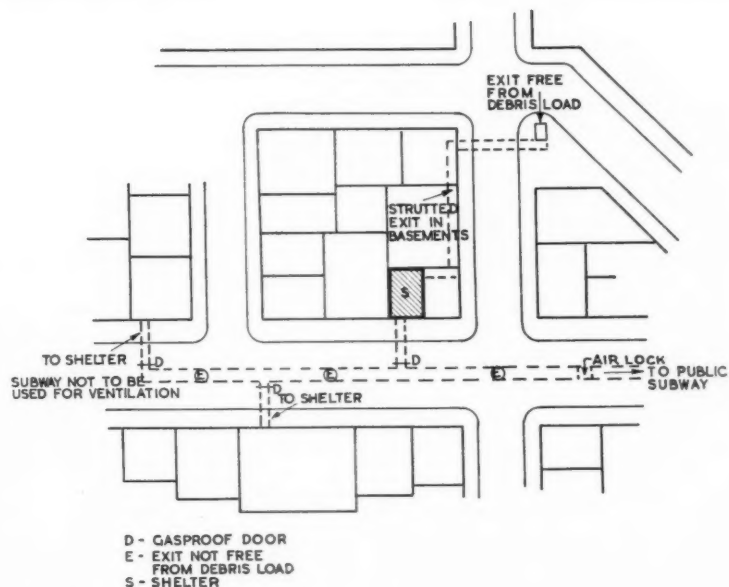 EXIT FREE
FROM
DEBRIS LOAD
STRUTTED
EXIT IN
BASEMENTS
S
TO SHELTER
D
D
AIR LOCK
SUBWAY NOT TO BE
USED FOR VENTILATION
E
E
E
TO PUBLIC
SUBWAY
D
TO SHELTER
D - GASPROOF DOOR
E - EXIT NOT FREE
FROM DEBRIS LOAD
S - SHELTER